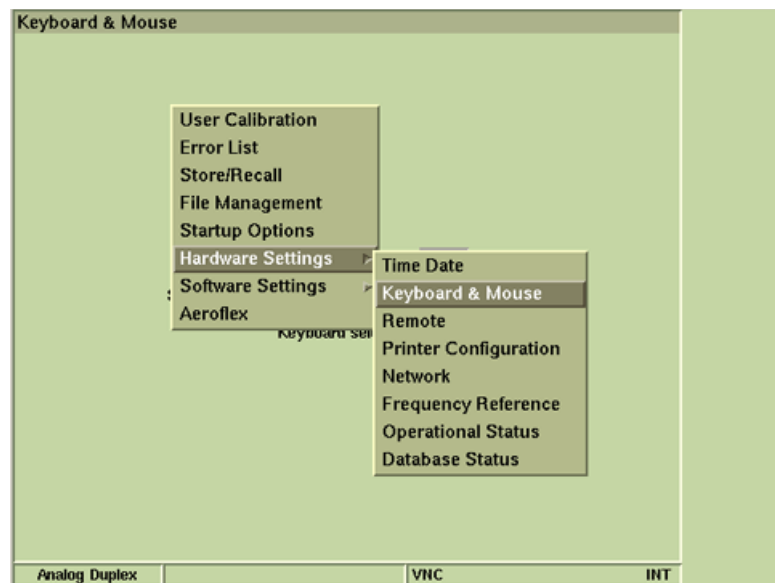 Keyboard & Mouse
User Calibration
Error List
Store/Recall
File Management
Startup Options
Hardware Settings
Software Settings
Aeroflex
Time Date
Keyboard & Mouse
Remote
Printer Configuration
Network
Frequency Reference
Operational Status
Database Status
Keyboard
Analog Duplex
VNC
INT